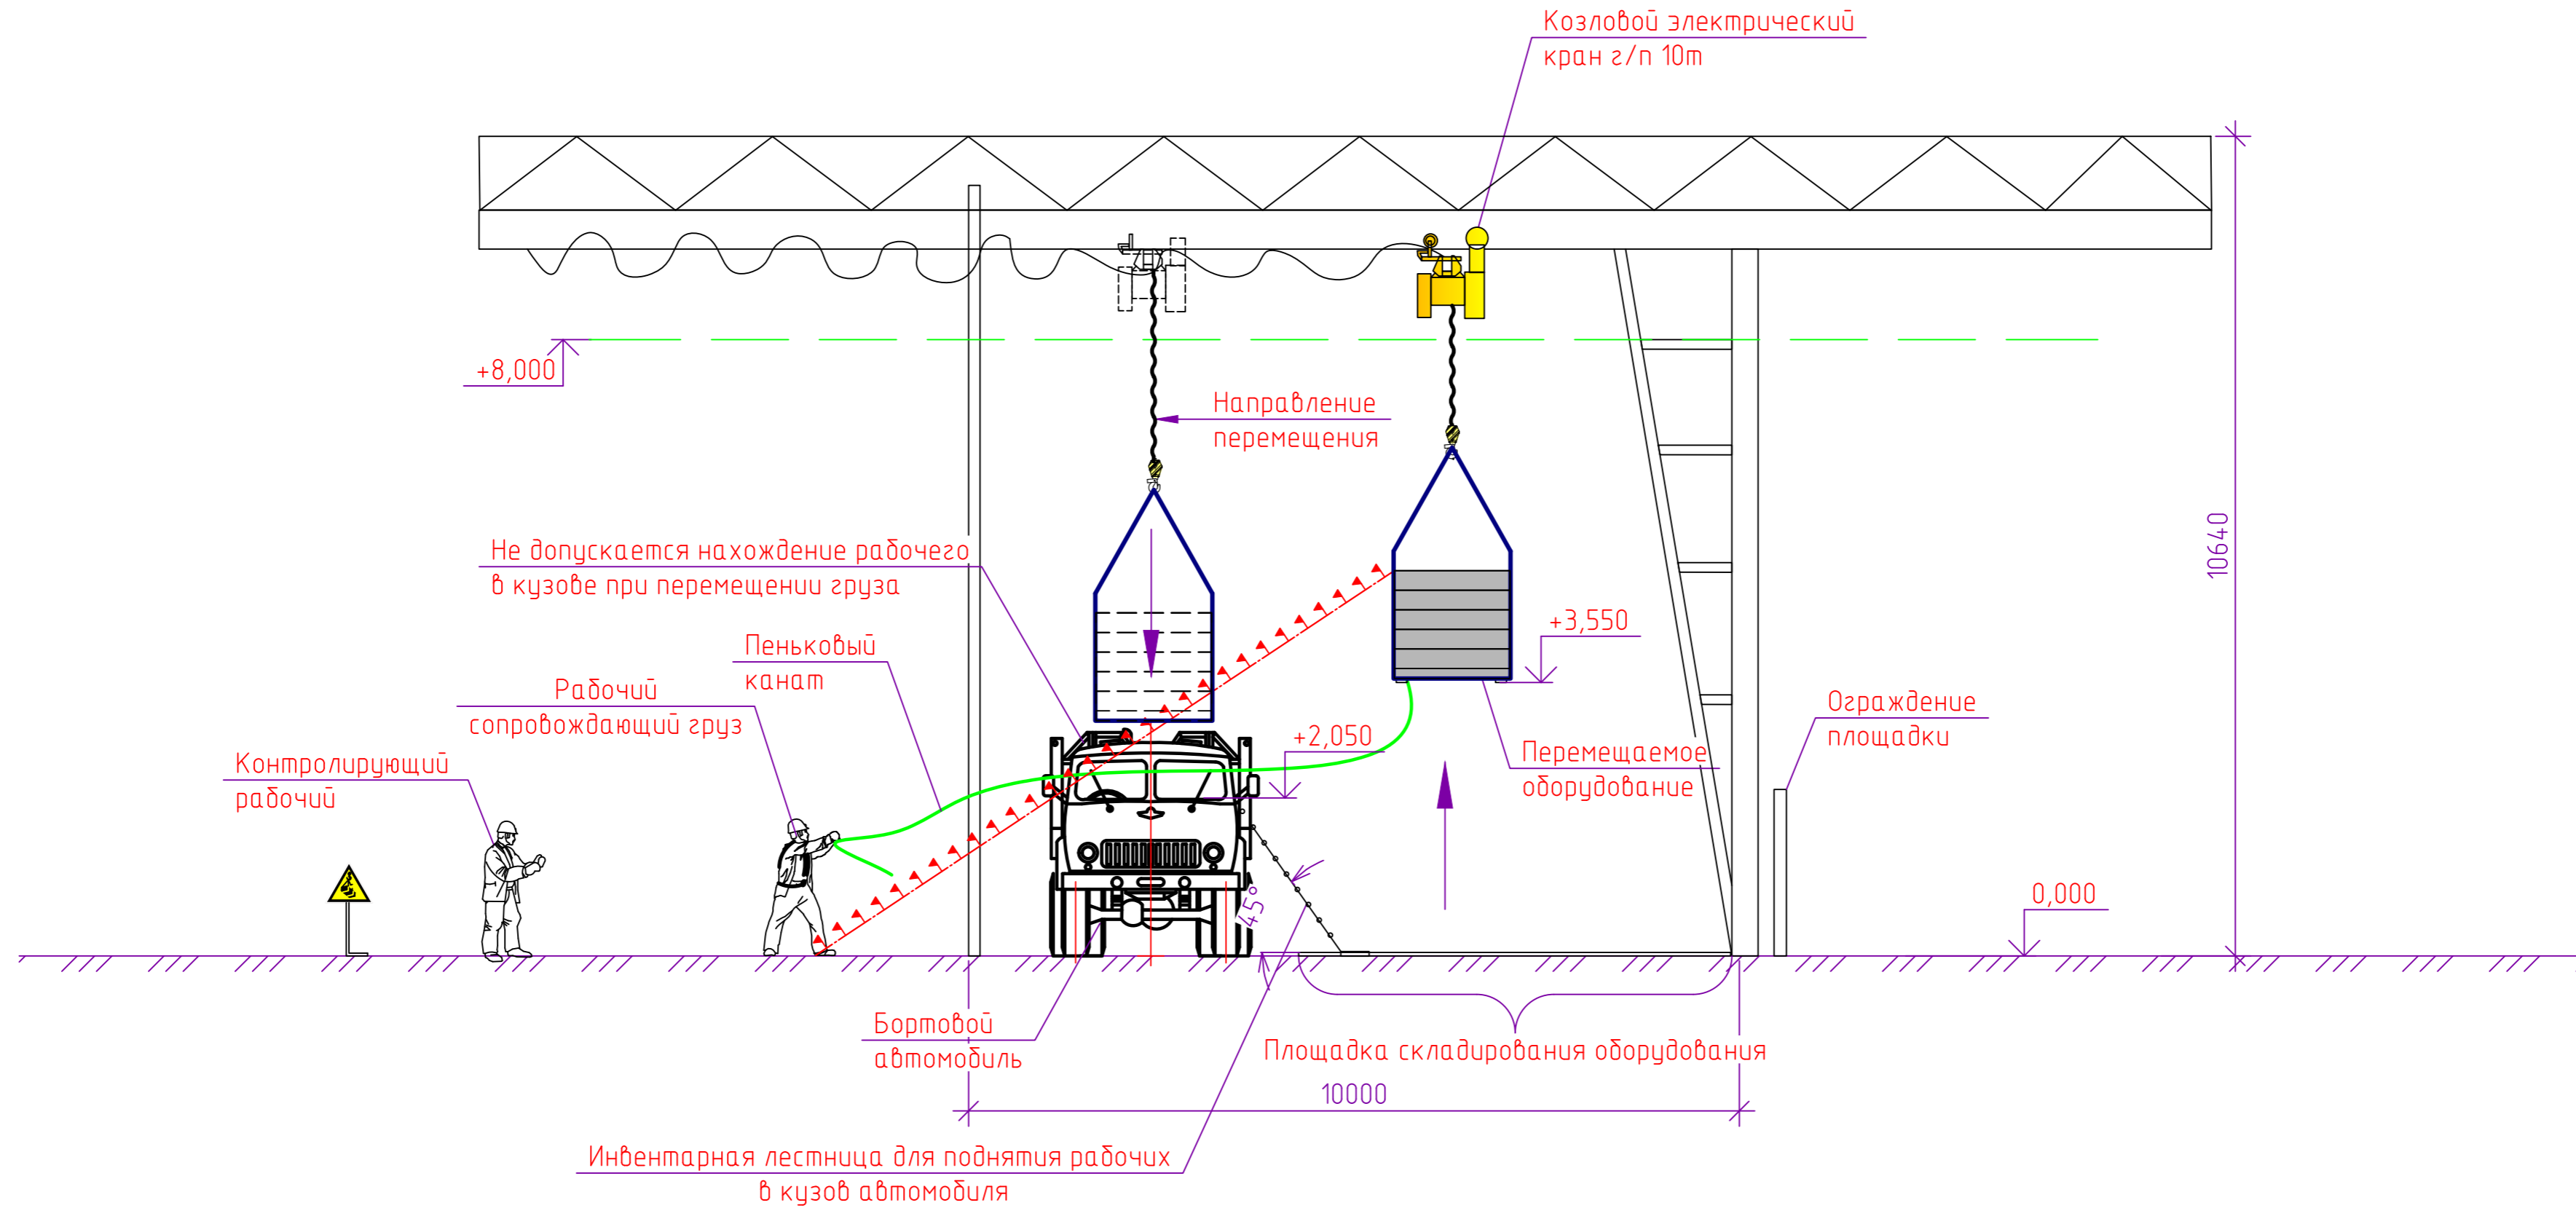 Козловой электрический
кран г/п 10т
+8,000
Направление
перемещения
10640
Не допускается нахождение рабочего
в кузове при перемещении груза
+3,550
Пеньковый
канат
Рабочий
сопровождающий груз
Ограждение
площадки
+2,050
Перемещаемое
оборудование
Контролирующий
рабочий
45°
0,000
Бортовой
автомобиль
Площадка складирования оборудования
10000
Инвентарная лестница для поднятия рабочих
в кузов автомобиля